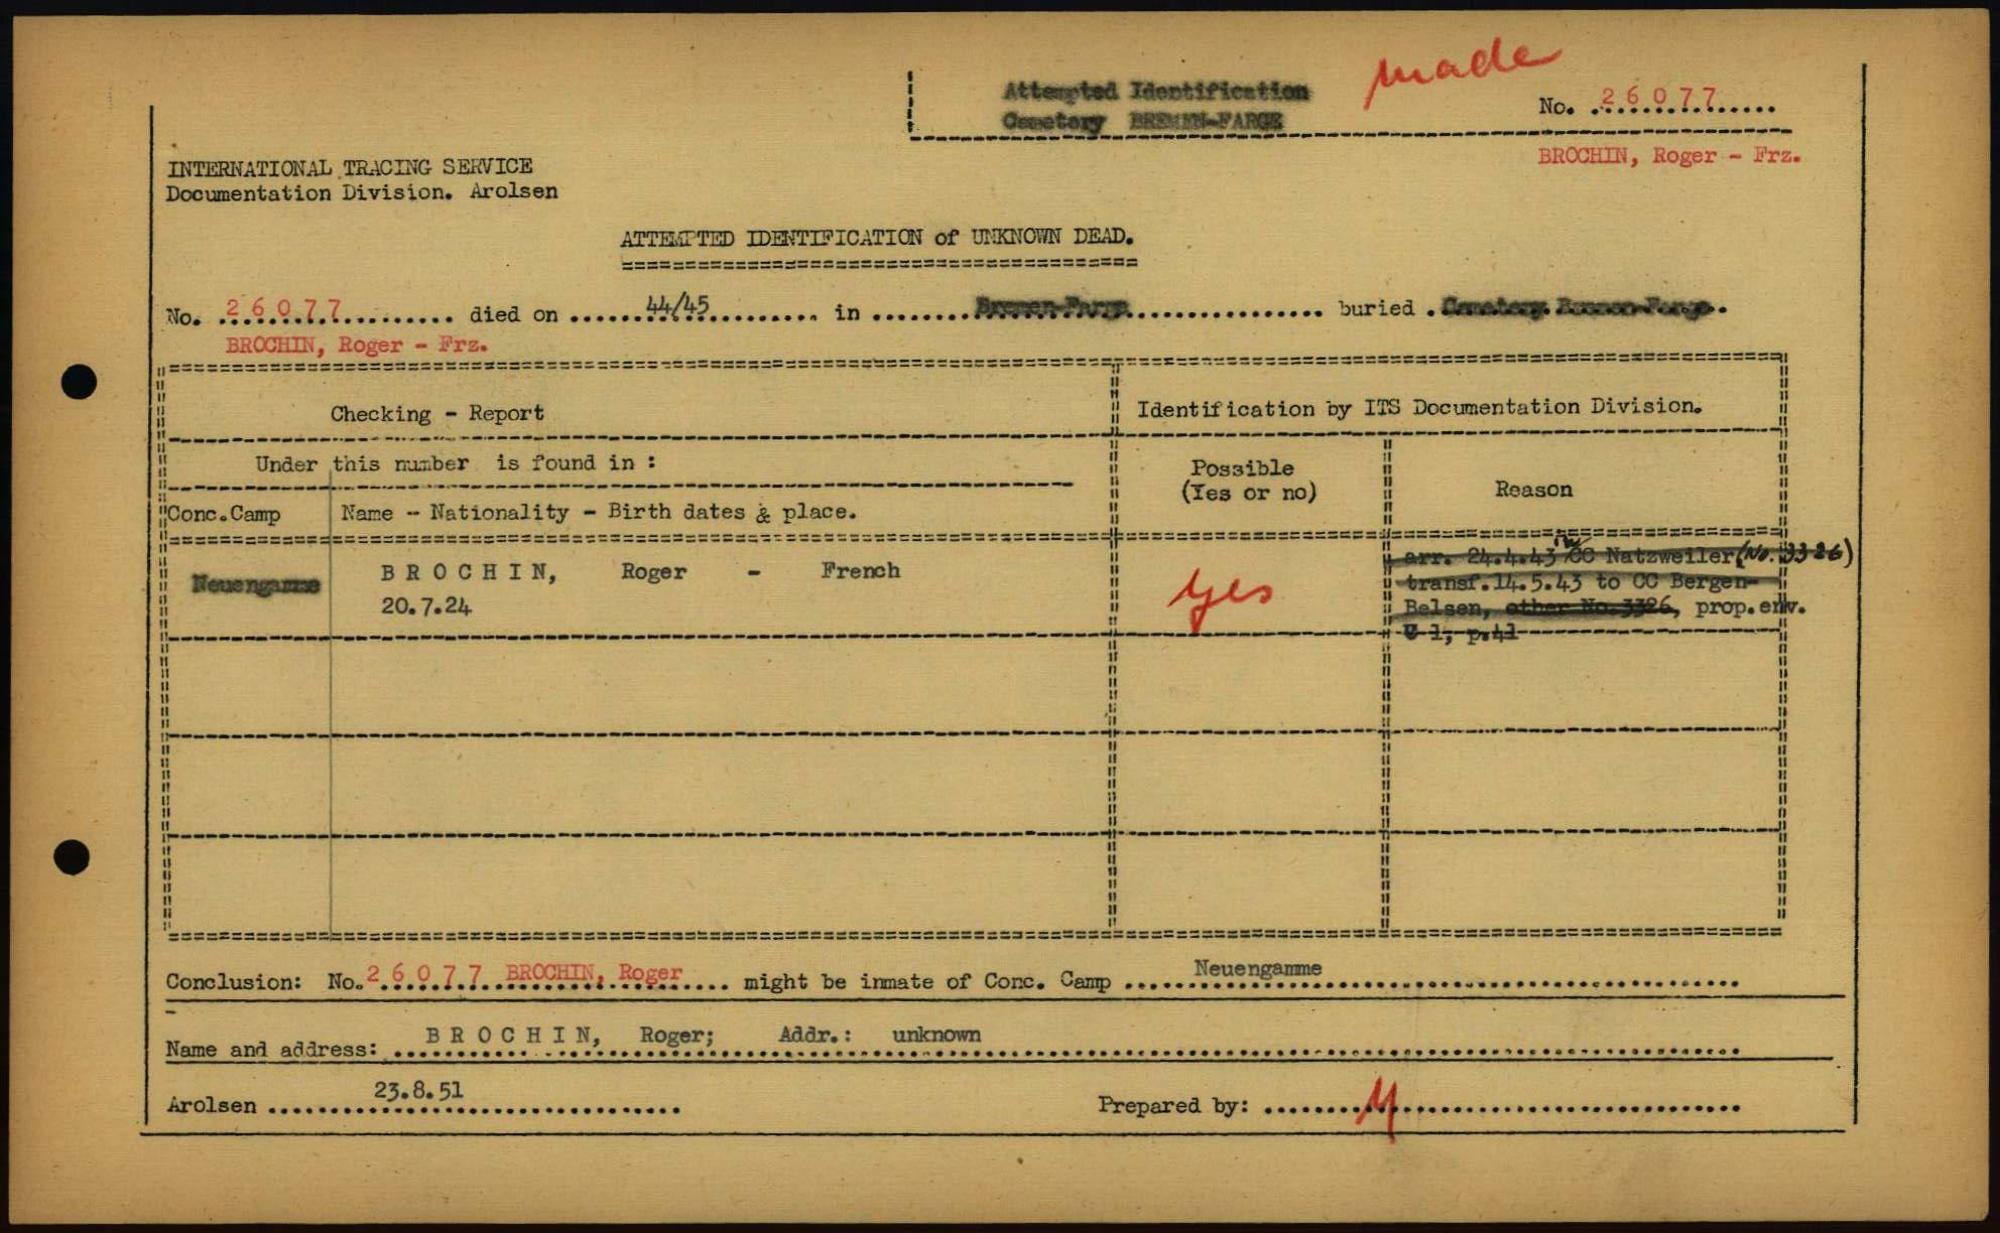 made
Attempted Identification
Cemetery BREMEN-FARGE
No. 26077
BROCHIN, Roger - Frz.
INTERNATIONAL TRACING SERVICE
Documentation Division. Arolsen
ATTEMPTED IDENTIFICATION of UNKNOWN DEAD.
No. 26077 died on 44/45 in Bremen-Farge buried Cemetery Bremen-Farge.
BROCHIN, Roger - Frz.
Checking - Report
Identification by ITS Documentation Division.
Under this number is found in :
Possible
(Yes or no)
Reason
Conc.Camp
Name - Nationality - Birth dates & place.
Neuengamme
BROCHIN, Roger - French
20.7.24
yes
arr. 24.4.43 in CC Natzweiler (No. 3326)
transf. 14.5.43 to CC Bergen-
Belsen, other No. 3326, prop. env.
p.41
Conclusion: No. 26077 BROCHIN, Roger might be inmate of Conc. Camp Neuengamme
Name and address: BROCHIN, Roger; Addr.: unknown
Arolsen 23.8.51
Prepared by: